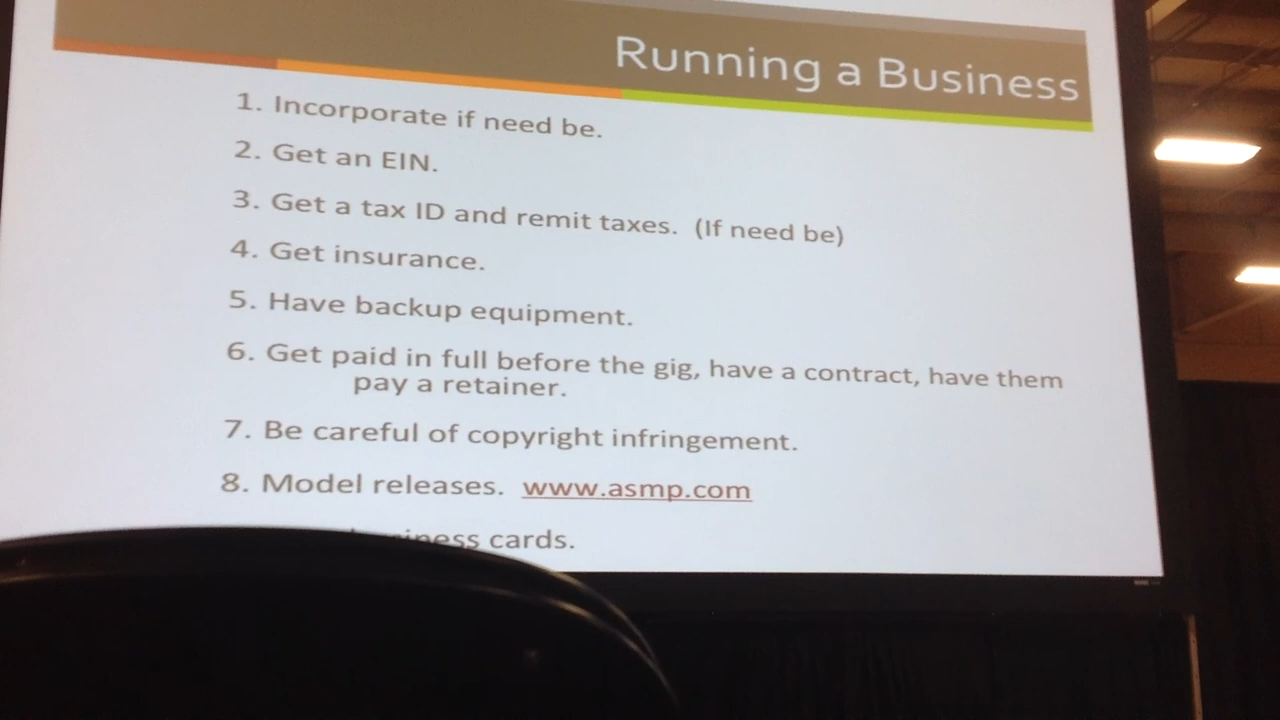 Running a Business
1. Incorporate if need be.
2. Get an EIN.
3. Get a tax ID and remit taxes. (If need be)
4. Get insurance.
5. Have backup equipment.
6. Get paid in full before the gig, have a contract, have them
pay a retainer.
7. Be careful of copyright infringement.
8. Model releases. www.asmp.com
cards.